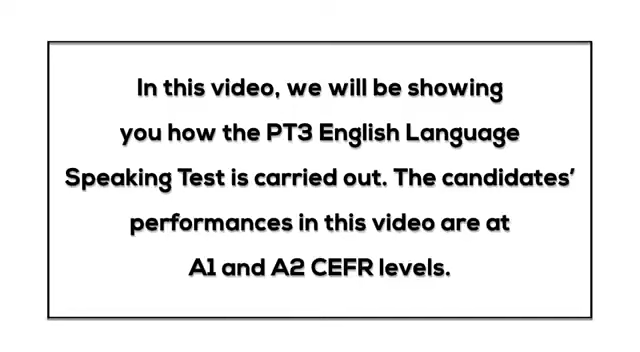 In this video, we will be showing
you how the PT3 English Language
Speaking Test is carried out. The candidates'
performances in this video are at
A1 and A2 CEFR levels.